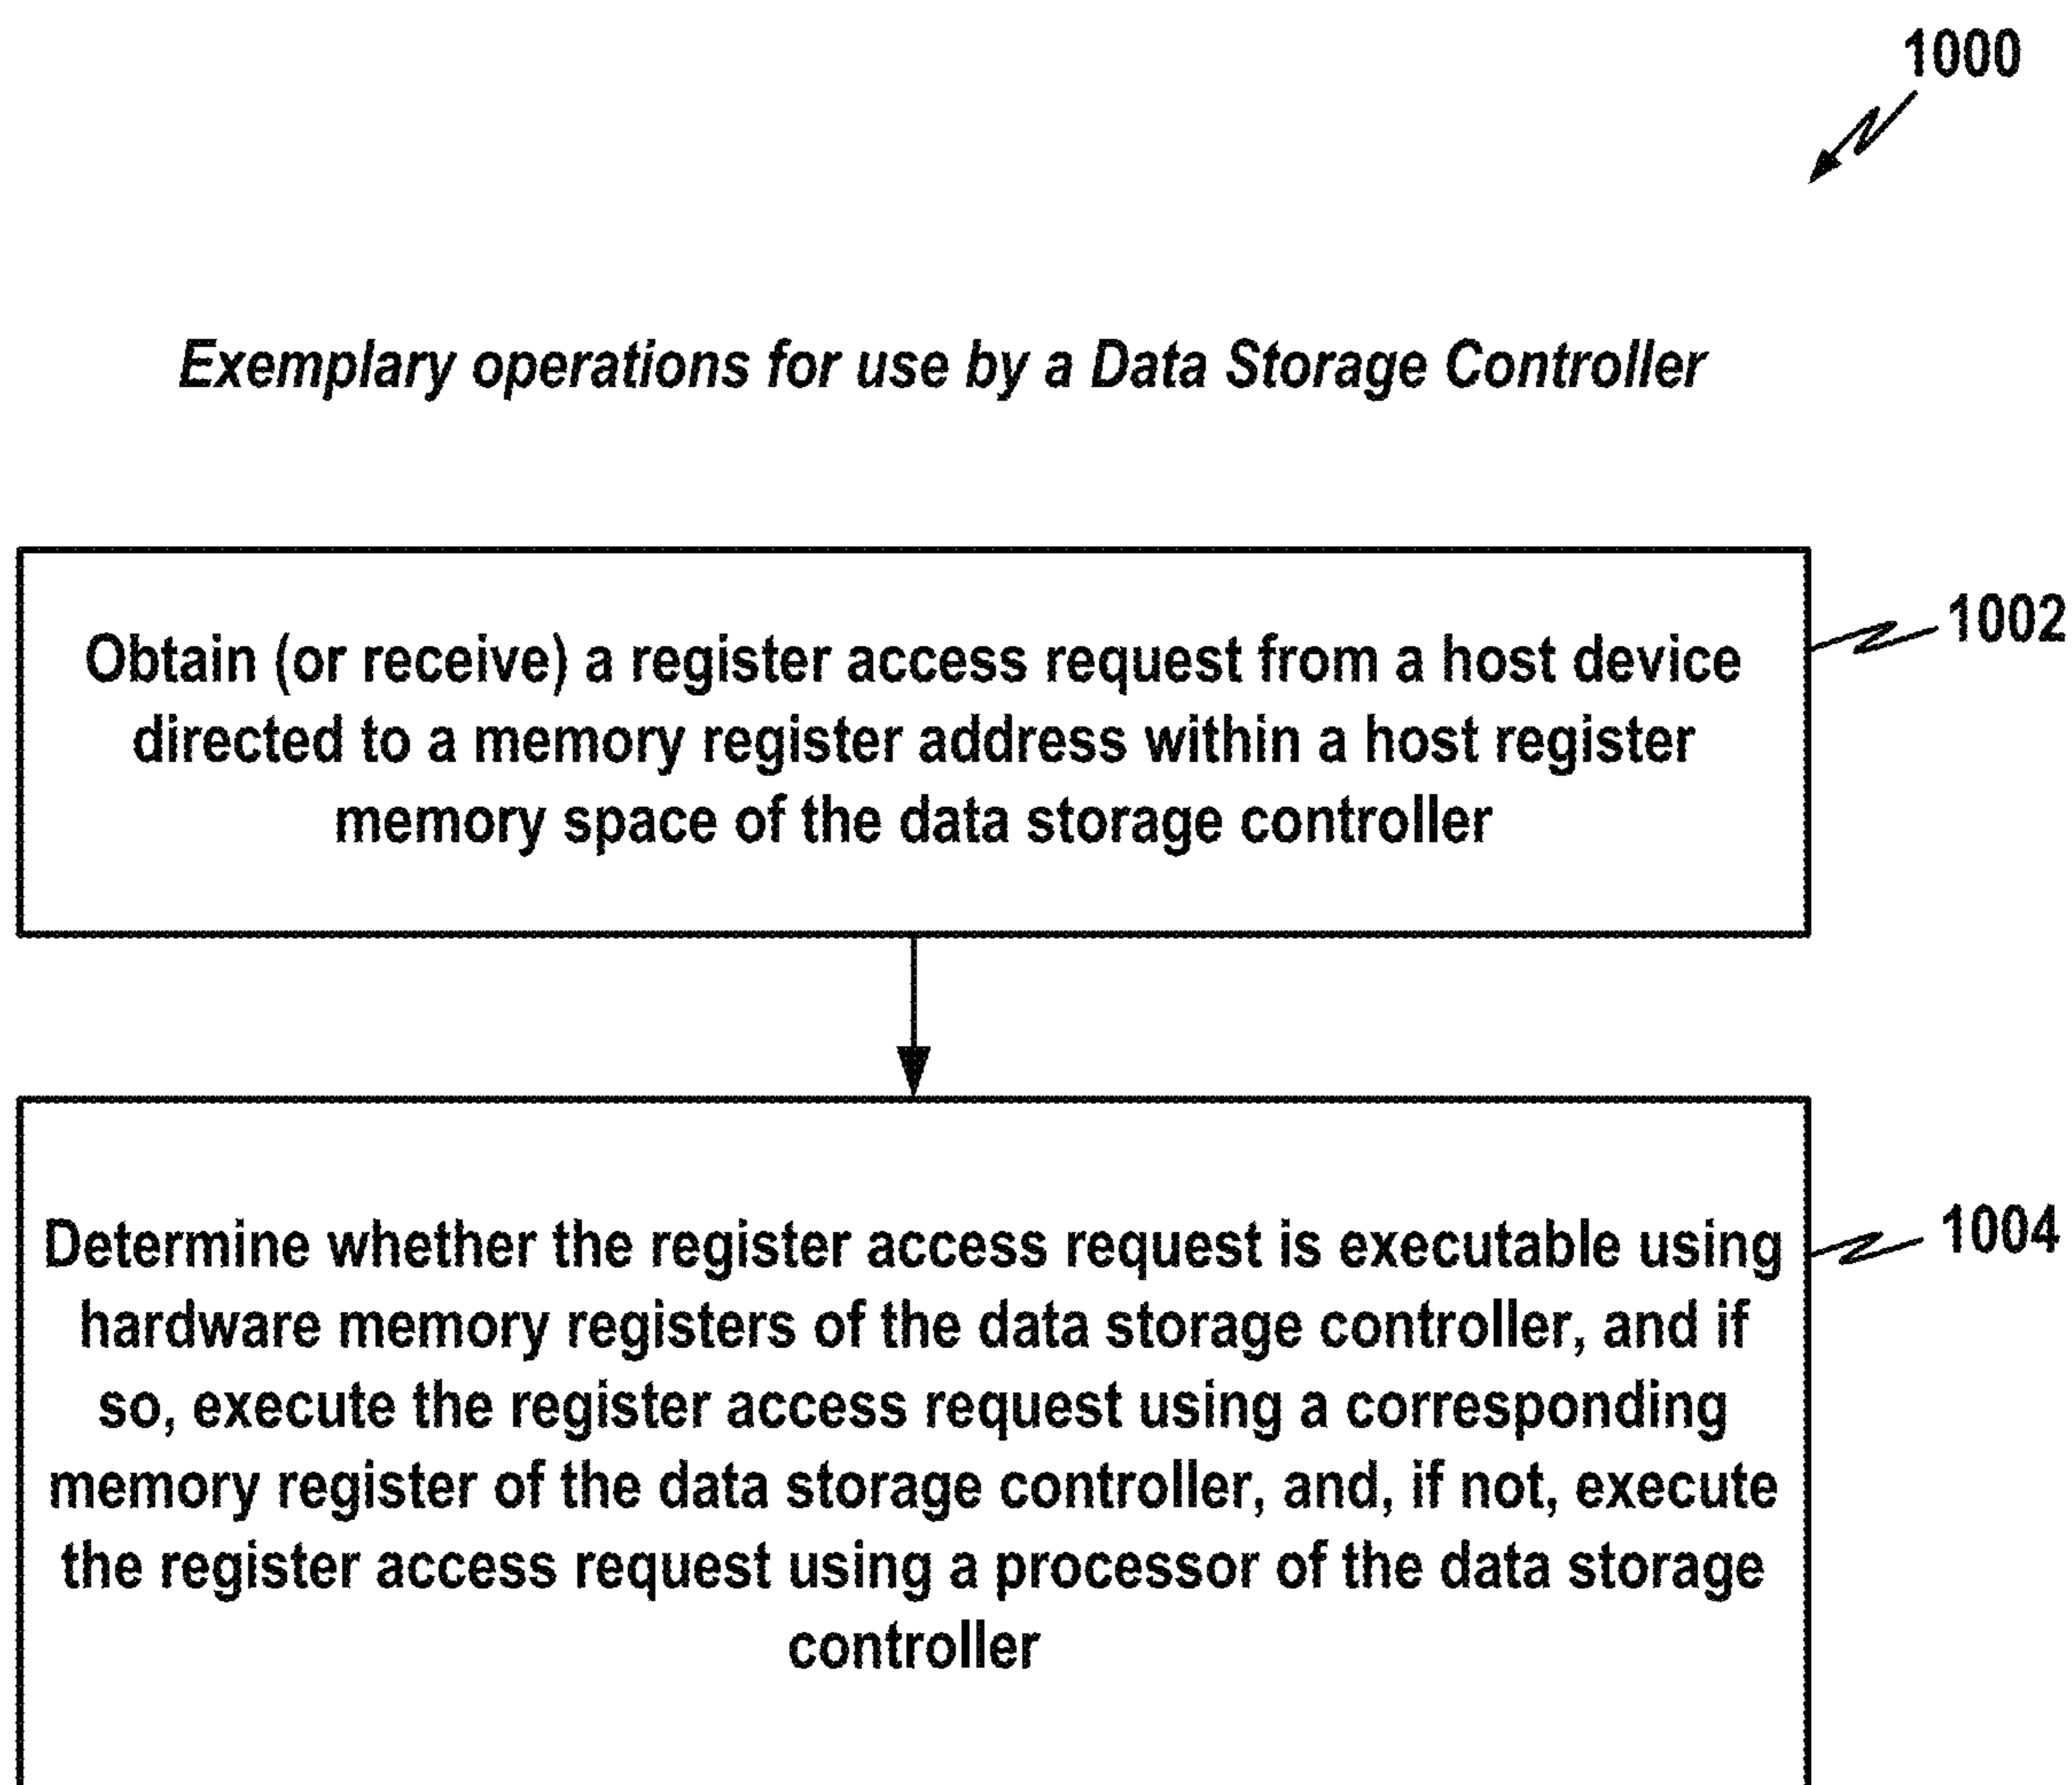 1000
Exemplary operations for use by a Data Storage Controller
1002
Obtain (or receive) a register access request from a host device
directed to a memory register address within a host register
memory space of the data storage controller
1004
Determine whether the register access request is executable using
hardware memory registers of the data storage controller, and if
so, execute the register access request using a corresponding
memory register of the data storage controller, and, if not, execute
the register access request using a processor of the data storage
controller